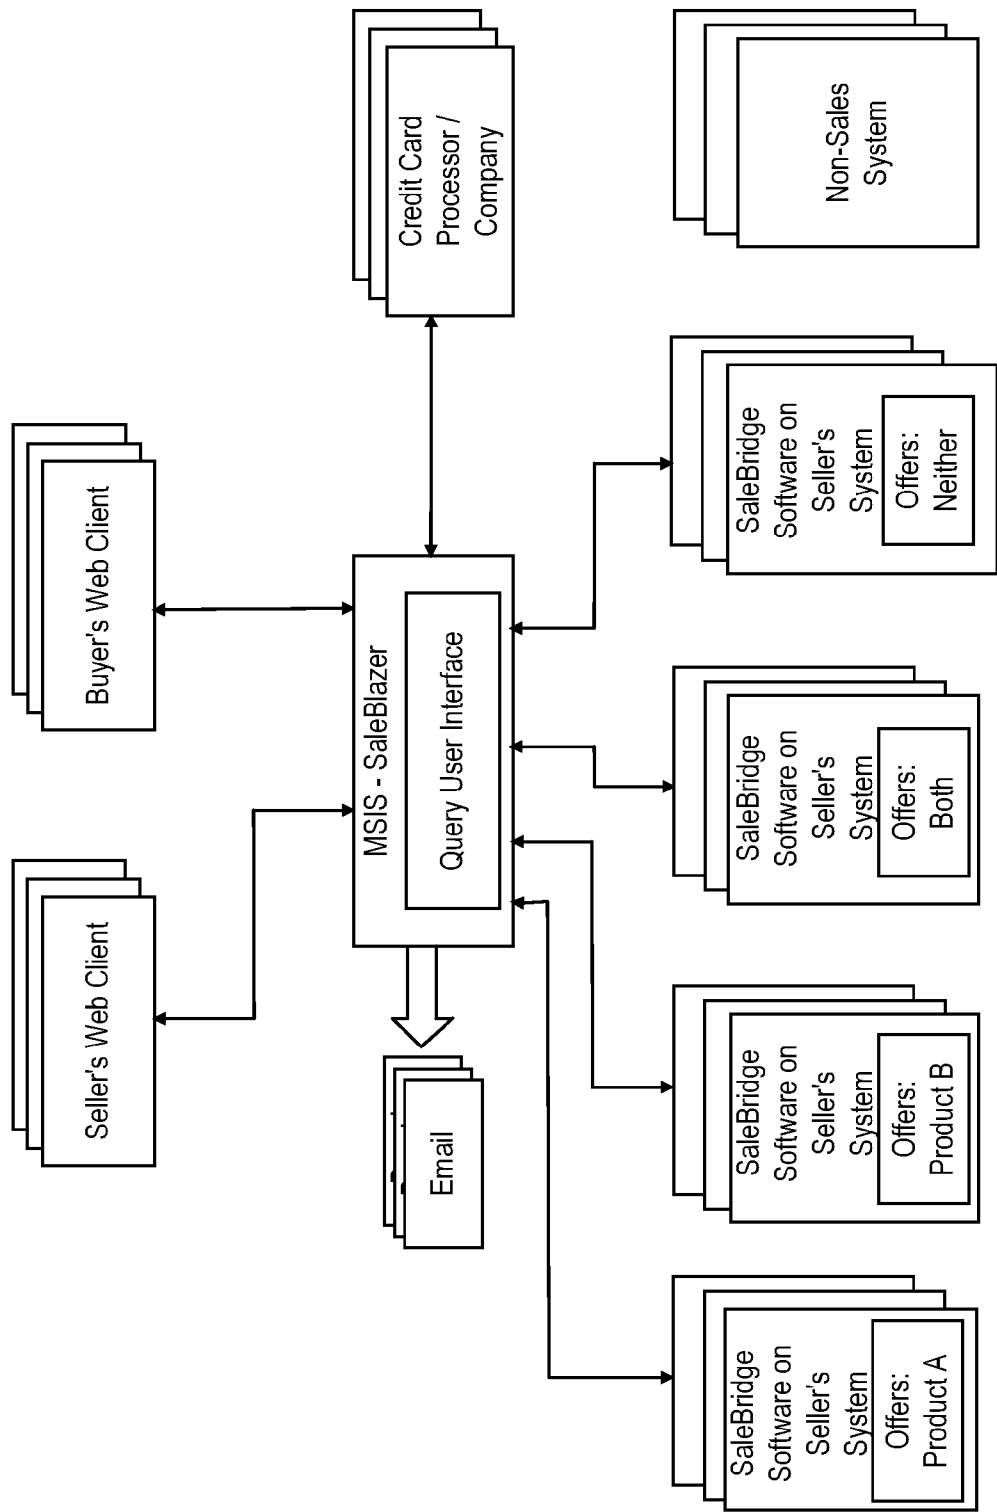 Seller's Web Client
Buyer's Web Client
Email
MSIS - SaleBlazer
Query User Interface
Credit Card
Processor /
Company
SaleBridge
Software on
Seller's
System
Offers:
Product A
SaleBridge
Software on
Seller's
System
Offers:
Product B
SaleBridge
Software on
Seller's
System
Offers:
Both
SaleBridge
Software on
Seller's
System
Offers:
Neither
Non-Sales
System